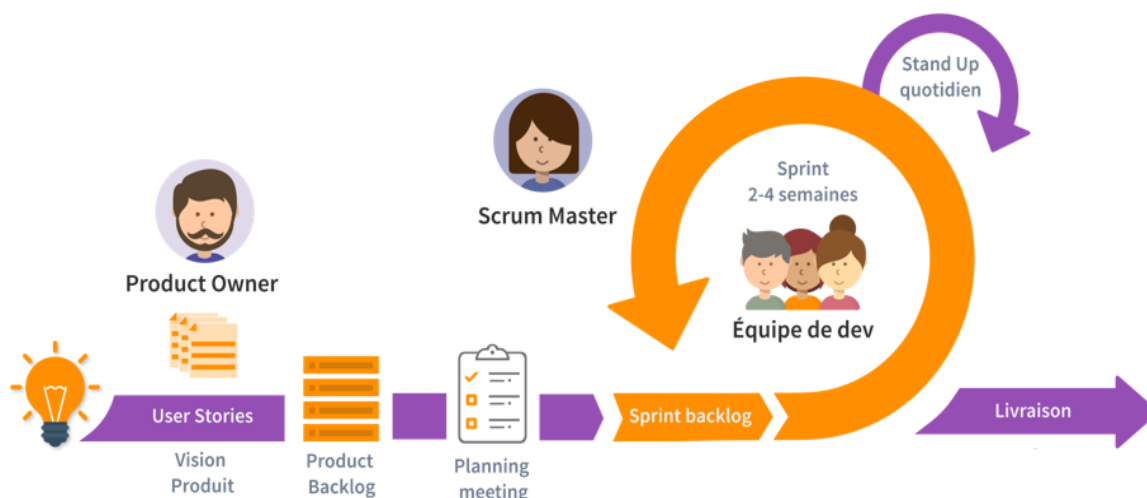 Stand Up
quotidien
Sprint
2-4 semaines
Scrum Master
Product Owner
Équipe de dev
User Stories
Sprint backlog
Livraison
Vision
Produit
Product
Backlog
Planning
meeting